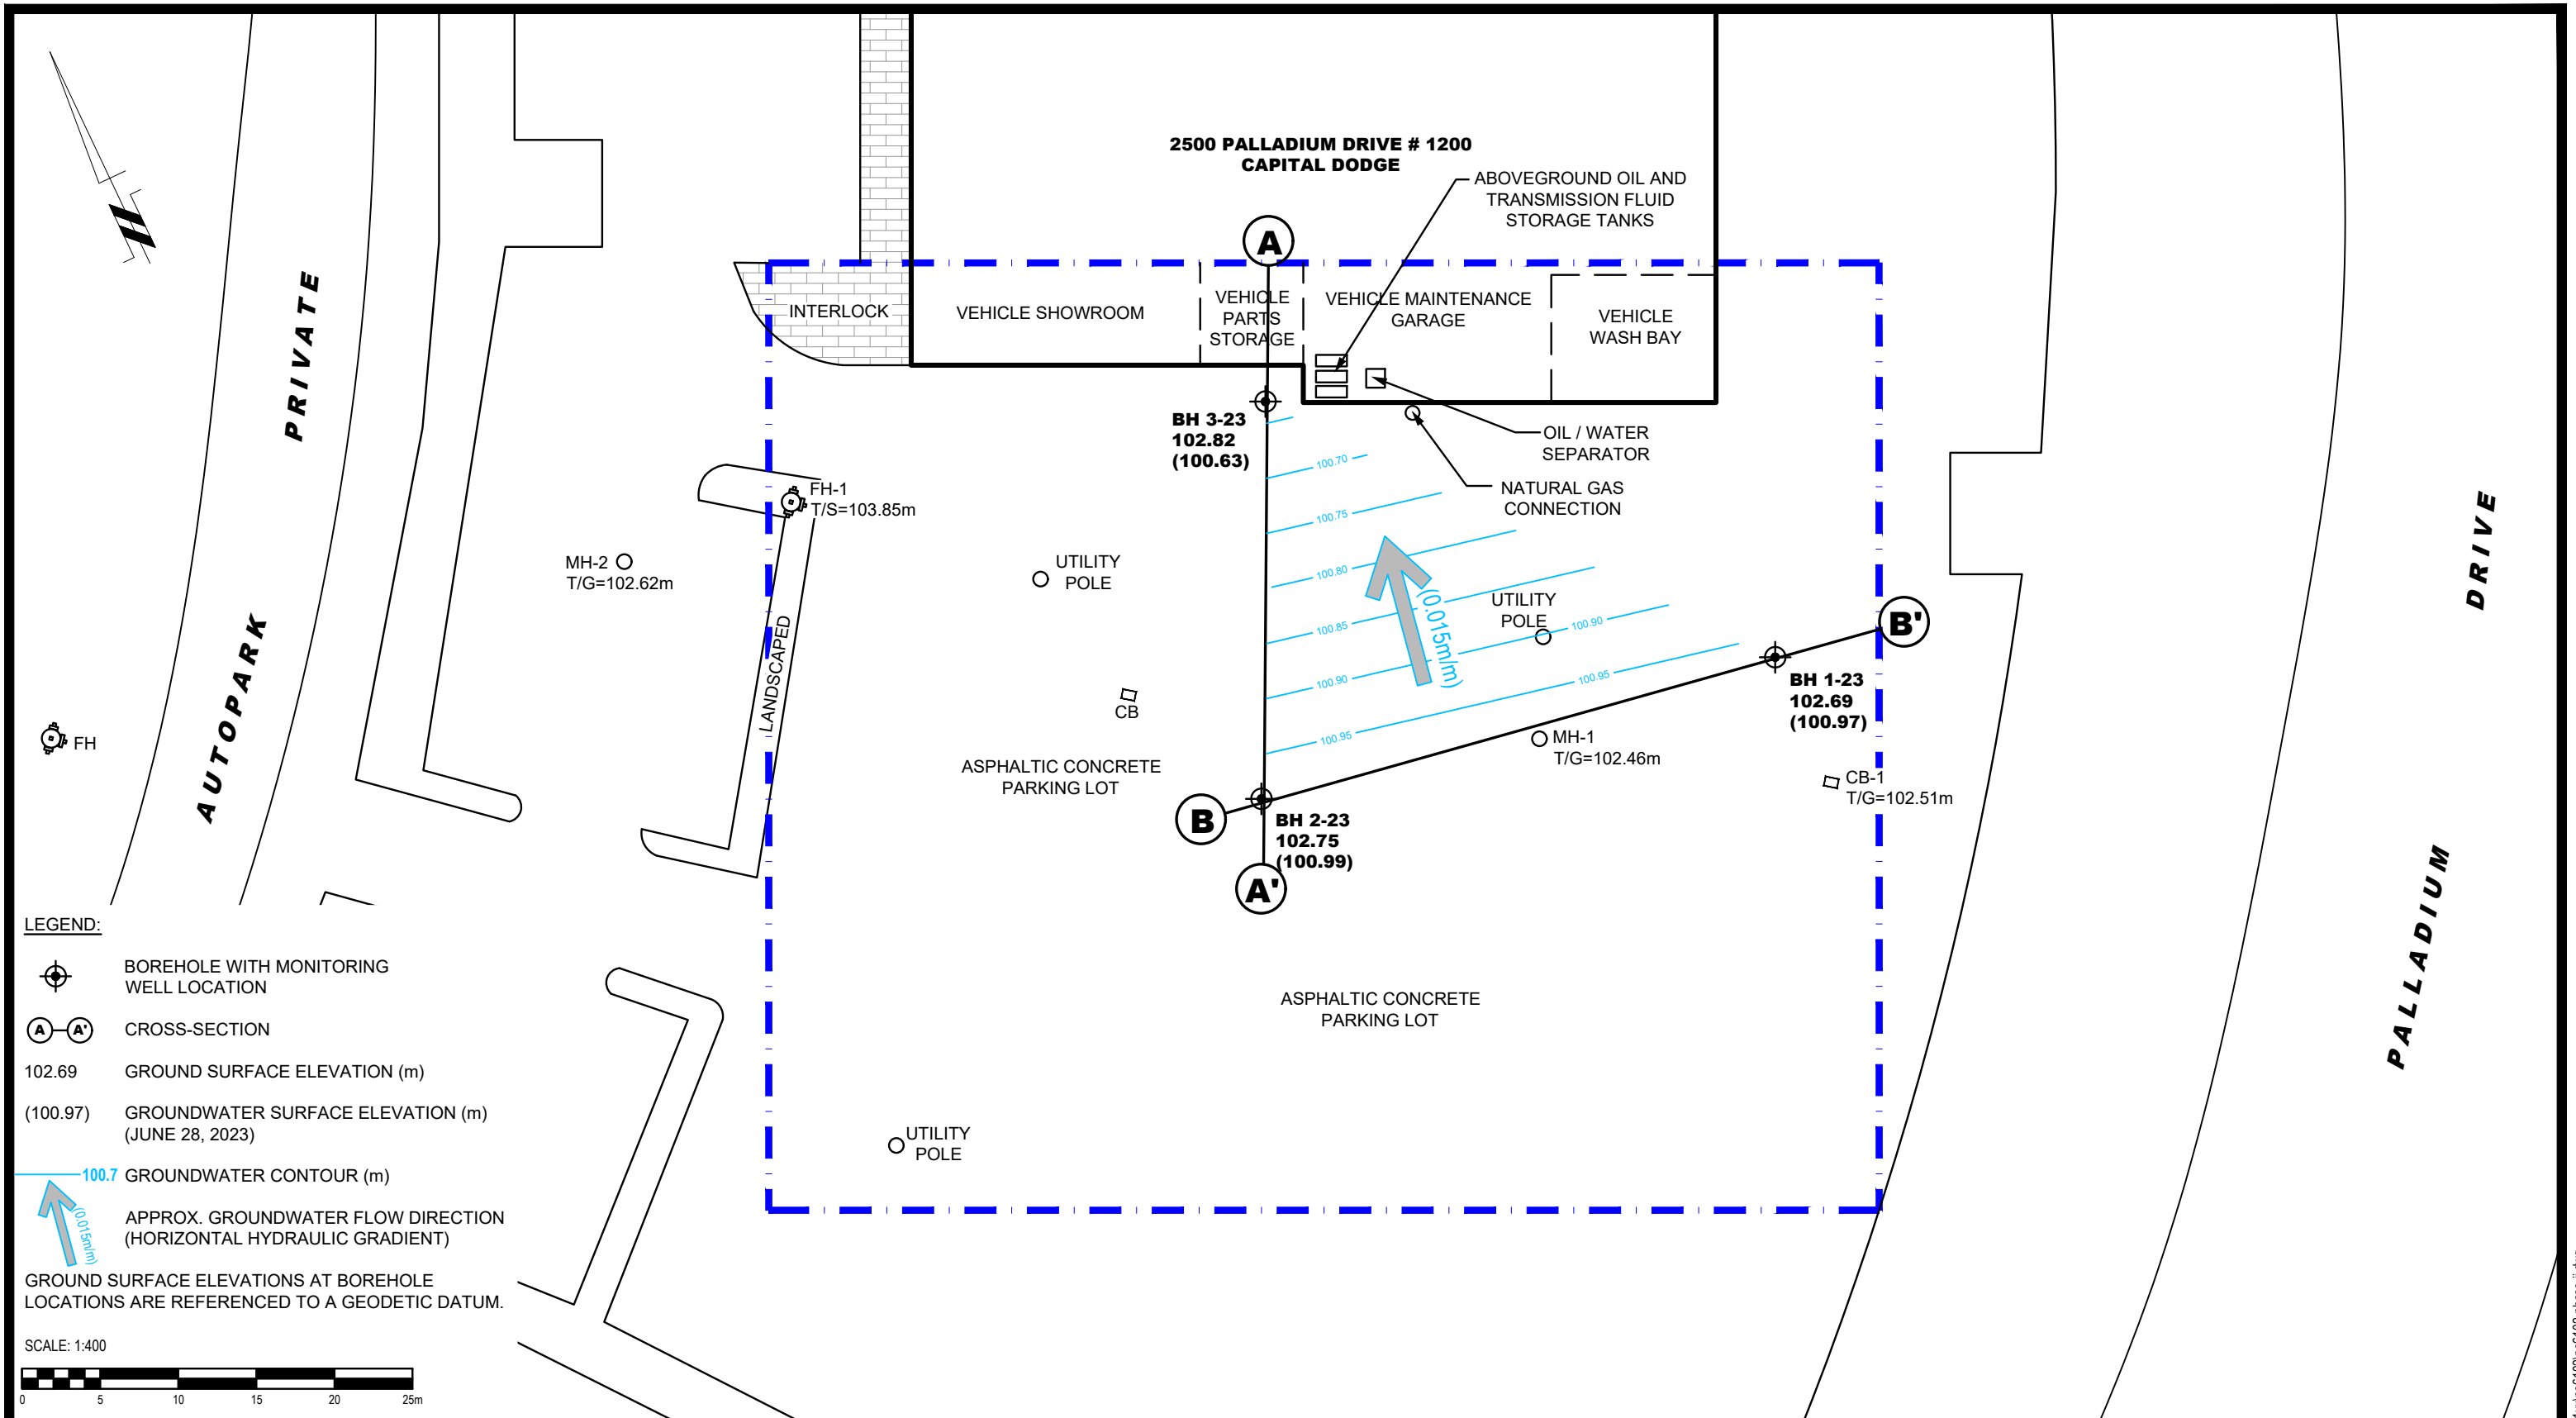 2500 PALLADIUM DRIVE # 1200
CAPITAL DODGE
ABOVEGROUND OIL AND
TRANSMISSION FLUID
STORAGE TANKS
A
INTERLOCK
VEHICLE SHOWROOM
VEHICLE
PARTS
STORAGE
VEHICLE MAINTENANCE
GARAGE
VEHICLE
WASH BAY
AUTOPARK PRIVATE
BH 3-23
102.82
(100.63)
OIL / WATER
SEPARATOR
NATURAL GAS
CONNECTION
FH-1
T/S=103.85m
MH-2
T/G=102.62m
UTILITY
POLE
100.70
100.75
100.80
100.85
100.90
100.95
(0.015m/m)
UTILITY
POLE
100.90
100.95
B'
BH 1-23
102.69
(100.97)
LANDSCAPED
FH
CB
ASPHALTIC CONCRETE
PARKING LOT
MH-1
T/G=102.46m
CB-1
T/G=102.51m
B
BH 2-23
102.75
(100.99)
A'
PALLADIUM DRIVE
ASPHALTIC CONCRETE
PARKING LOT
UTILITY
POLE
LEGEND:
BOREHOLE WITH MONITORING
WELL LOCATION
A A' CROSS-SECTION
102.69 GROUND SURFACE ELEVATION (m)
(100.97) GROUNDWATER SURFACE ELEVATION (m)
(JUNE 28, 2023)
100.7 GROUNDWATER CONTOUR (m)
(0.015m/m)
APPROX. GROUNDWATER FLOW DIRECTION
(HORIZONTAL HYDRAULIC GRADIENT)
GROUND SURFACE ELEVATIONS AT BOREHOLE
LOCATIONS ARE REFERENCED TO A GEODETIC DATUM.
SCALE: 1:400
0 5 10 15 20 25m